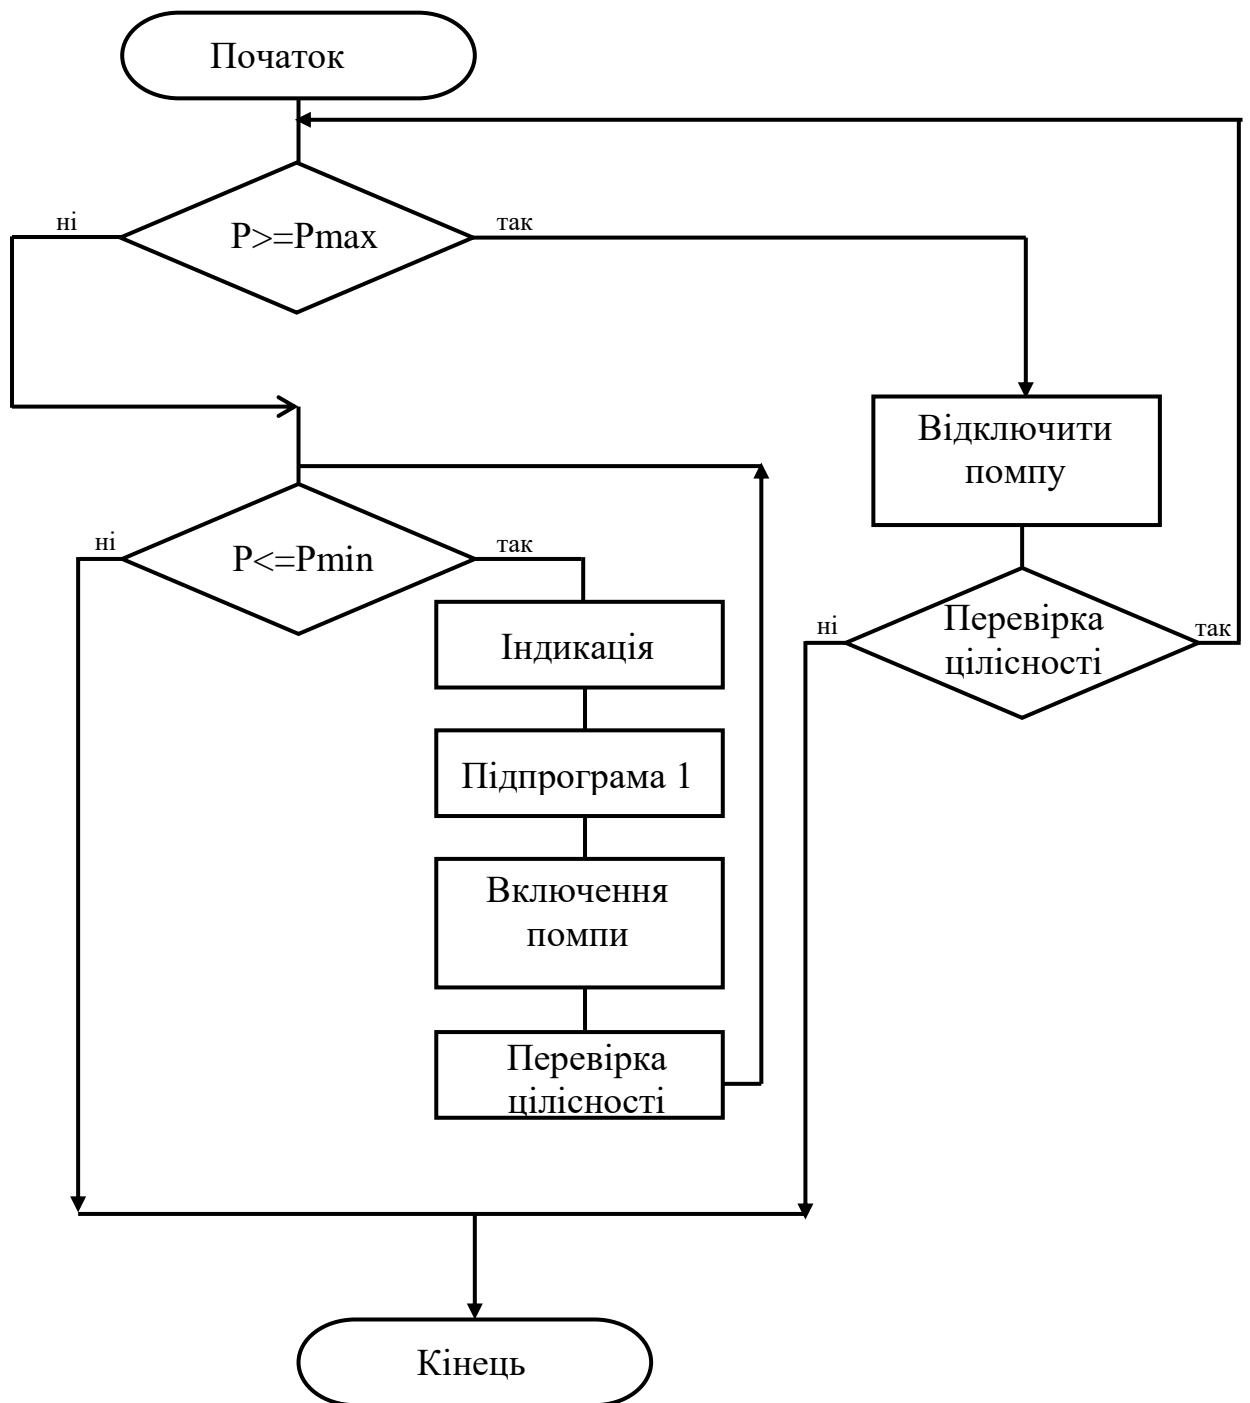 Початок
ні
так
P>=Pmax
Відключити
помпу
ні
так
P<=Pmin
Індикація
ні
Перевірка
цілісності
так
Підпрограма 1
Включення
помпи
Перевірка
цілісності
Кінець